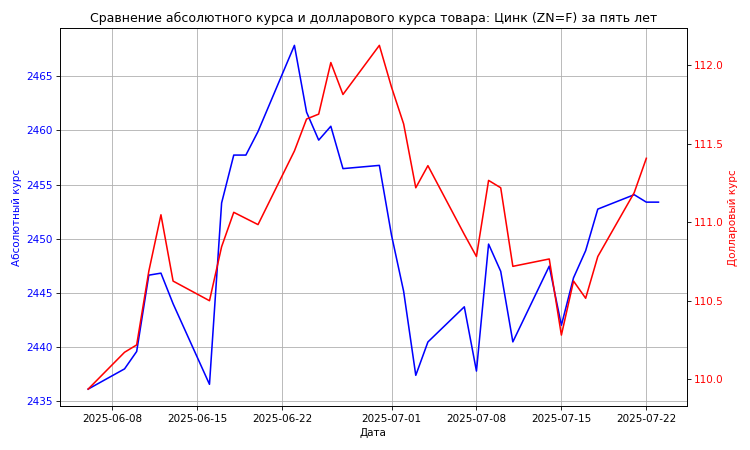 Сравнение абсолютного курса и долларового курса товара: Цинк (ZN=F) за пять лет
Абсолютный курс
2465
2460
2455
2450
2445
2440
2435
112.0
111.5
111.0
110.5
110.0
Долларовый курс
2025-06-08 2025-06-15 2025-06-22 2025-07-01 2025-07-08 2025-07-15 2025-07-22
Дата